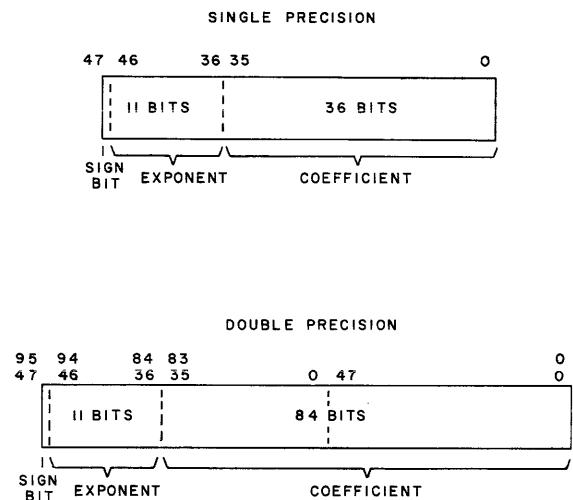 SINGLE PRECISION
47 46 36 35 0
11 BITS 36 BITS
SIGN BIT EXPONENT COEFFICIENT
DOUBLE PRECISION
95 94 84 83 0
47 46 36 35 0 47 0
11 BITS 84 BITS
SIGN BIT EXPONENT COEFFICIENT